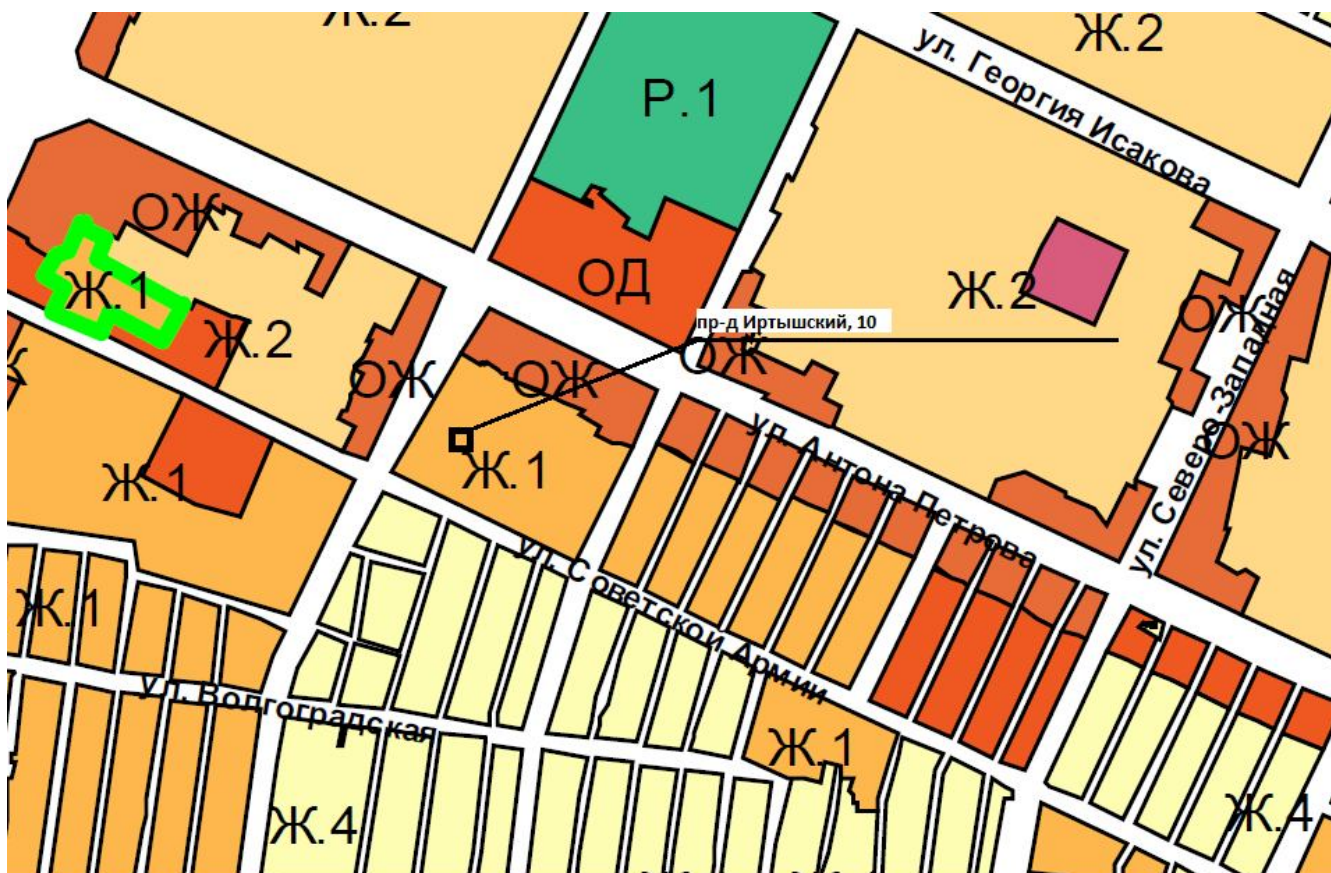 Ж.2
Ж.2
ул. Георгия Исакова
Р.1
ОЖ
Ж.1
ОД
Ж.2
ОЖ
ул. Северо-Западная
пр-д Иртышский, 10
Ж.2
ОЖ
ОЖ
ОЖ
ОЖ
ул. Антона Петрова
Ж.1
Ж.1
ул. Советской Армии
Ж.1
ул. Волгоградская
Ж.1
Ж.4
Ж.4